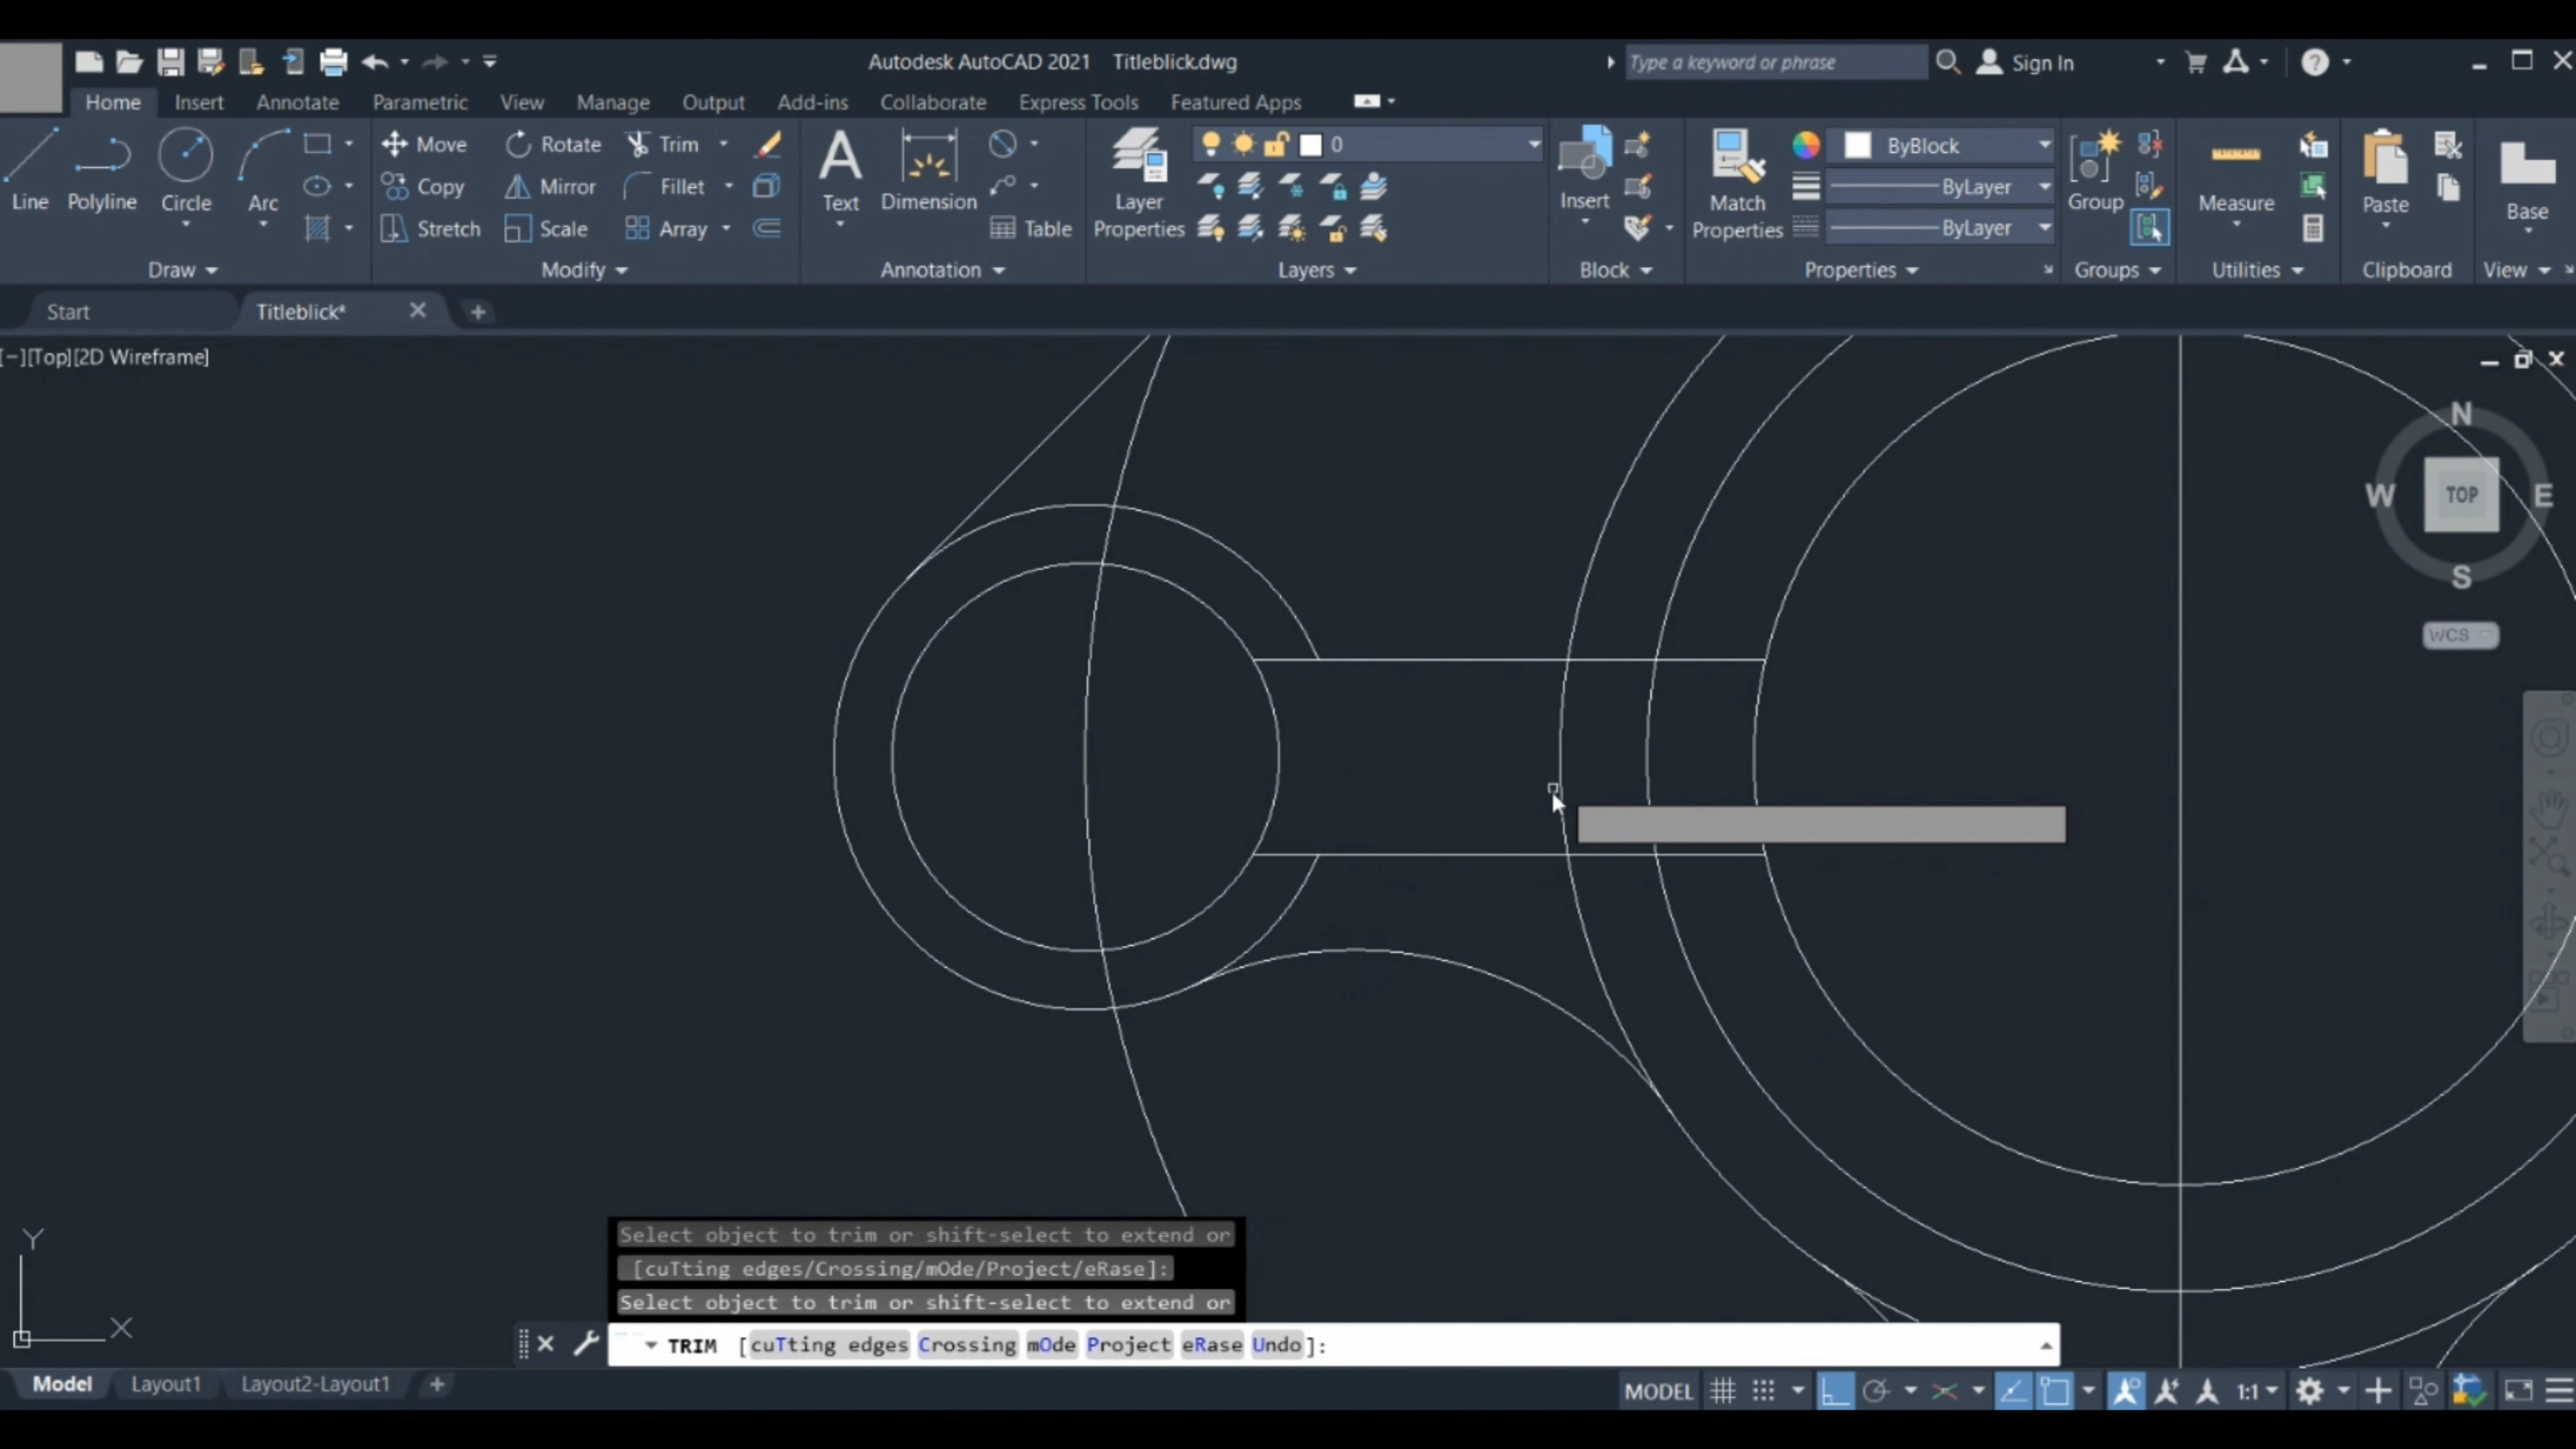 Autodesk AutoCAD 2021 Titleblick.dwg
Type a keyword or phrase
Sign In
Home Insert Annotate Parametric View Manage Output Add-ins Collaborate Express Tools Featured Apps
Line Polyline Circle Arc
Move Rotate Trim
Copy Mirror Fillet
Stretch Scale Array
Text Dimension
Table
Layer
Properties
0
Insert
Match
Properties
ByBlock
ByLayer
ByLayer
Group
Measure
Paste
Base
Draw Modify Annotation Layers Block Properties Groups Utilities Clipboard View
Start Titleblick*
[−][Top][2D Wireframe]
N
W TOP E
S
WCS
Y
X
Select object to trim or shift-select to extend or
[cuTting edges/Crossing/mOde/Project/eRase]:
Select object to trim or shift-select to extend or
TRIM [cuTting edges Crossing mOde Project eRase Undo]:
Model Layout1 Layout2-Layout1
MODEL 1:1